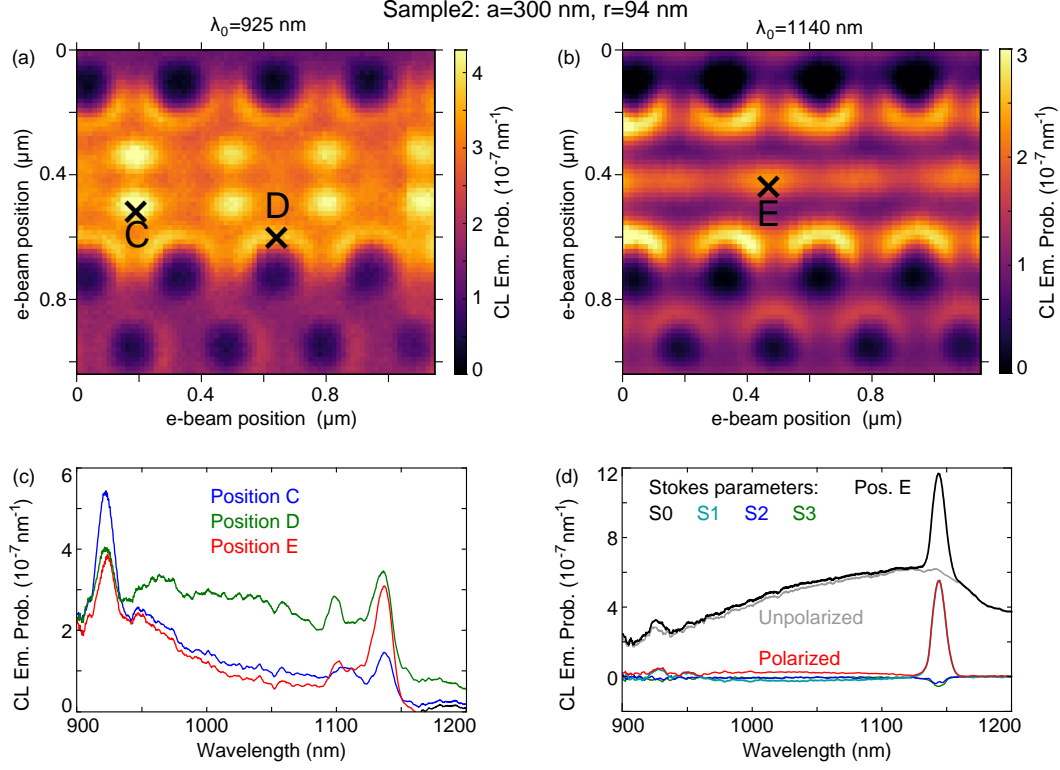 Sample2: a=300 nm, r=94 nm
λ₀=925 nm
λ₀=1140 nm
(a)
(b)
0
0.4
0.8
e-beam position (μm)
0
0.4
0.8
e-beam position (μm)
C
D
4
3
2
1
0
CL Em. Prob. (10⁻⁷ nm⁻¹)
0
0.4
0.8
e-beam position (μm)
0
0.4
0.8
e-beam position (μm)
E
3
2
1
0
CL Em. Prob. (10⁻⁷ nm⁻¹)
(c)
6
4
2
0
CL Em. Prob. (10⁻⁷ nm⁻¹)
Position C
Position D
Position E
900
1000
1100
1200
Wavelength (nm)
(d)
12
8
4
0
CL Em. Prob. (10⁻⁷ nm⁻¹)
Stokes parameters: Pos. E
S0 S1 S2 S3
Unpolarized
Polarized
900
1000
1100
1200
Wavelength (nm)